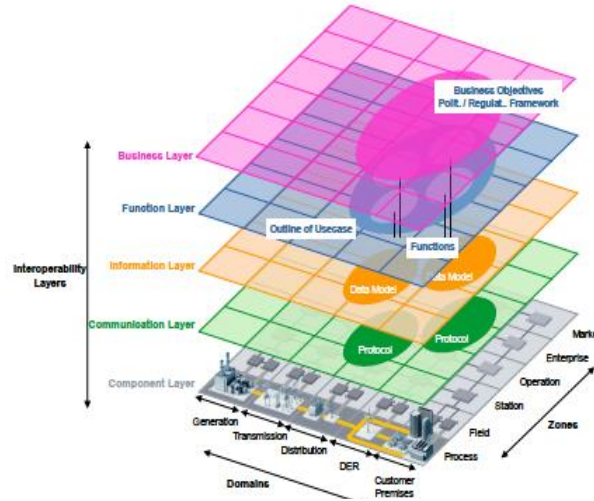 Business Objectives
Polit. / Regulat.. Framework
Business Layer
Function Layer
Outline of Usecase
Functions
Interoperability
Layers
Information Layer
Data Model
Data Model
Communication Layer
Protocol
Protocol
Component Layer
Market
Enterprise
Operation
Station
Field
Process
Zones
Generation
Transmission
Distribution
DER
Customer
Premises
Domains